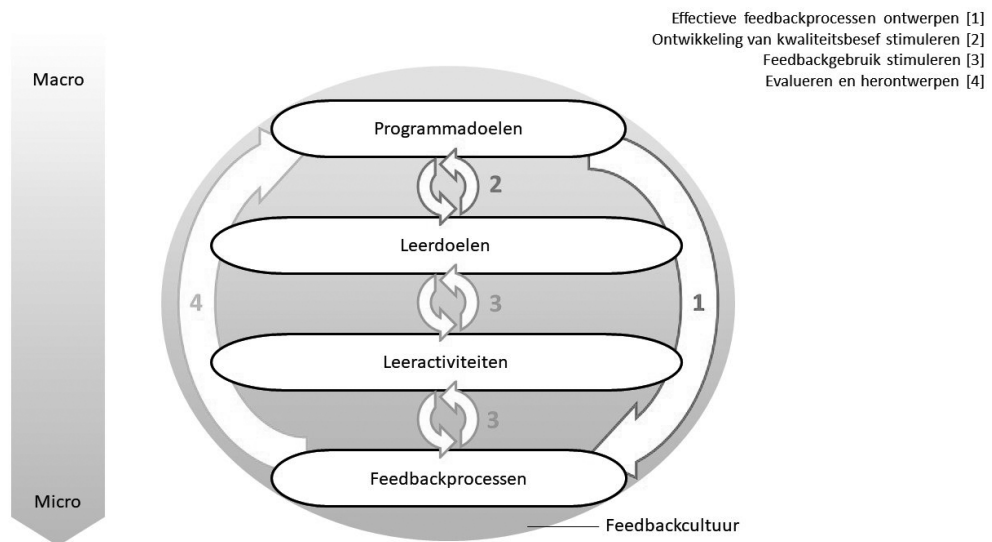 Effectieve feedbackprocessen ontwerpen [1]
Ontwikkeling van kwaliteitsbesef stimuleren [2]
Feedbackgebruik stimuleren [3]
Evalueren en herontwerpen [4]
Macro
Programmadoelen
2
Leerdoelen
4
3
1
Leeractiviteiten
3
Feedbackprocessen
Micro
Feedbackcultuur